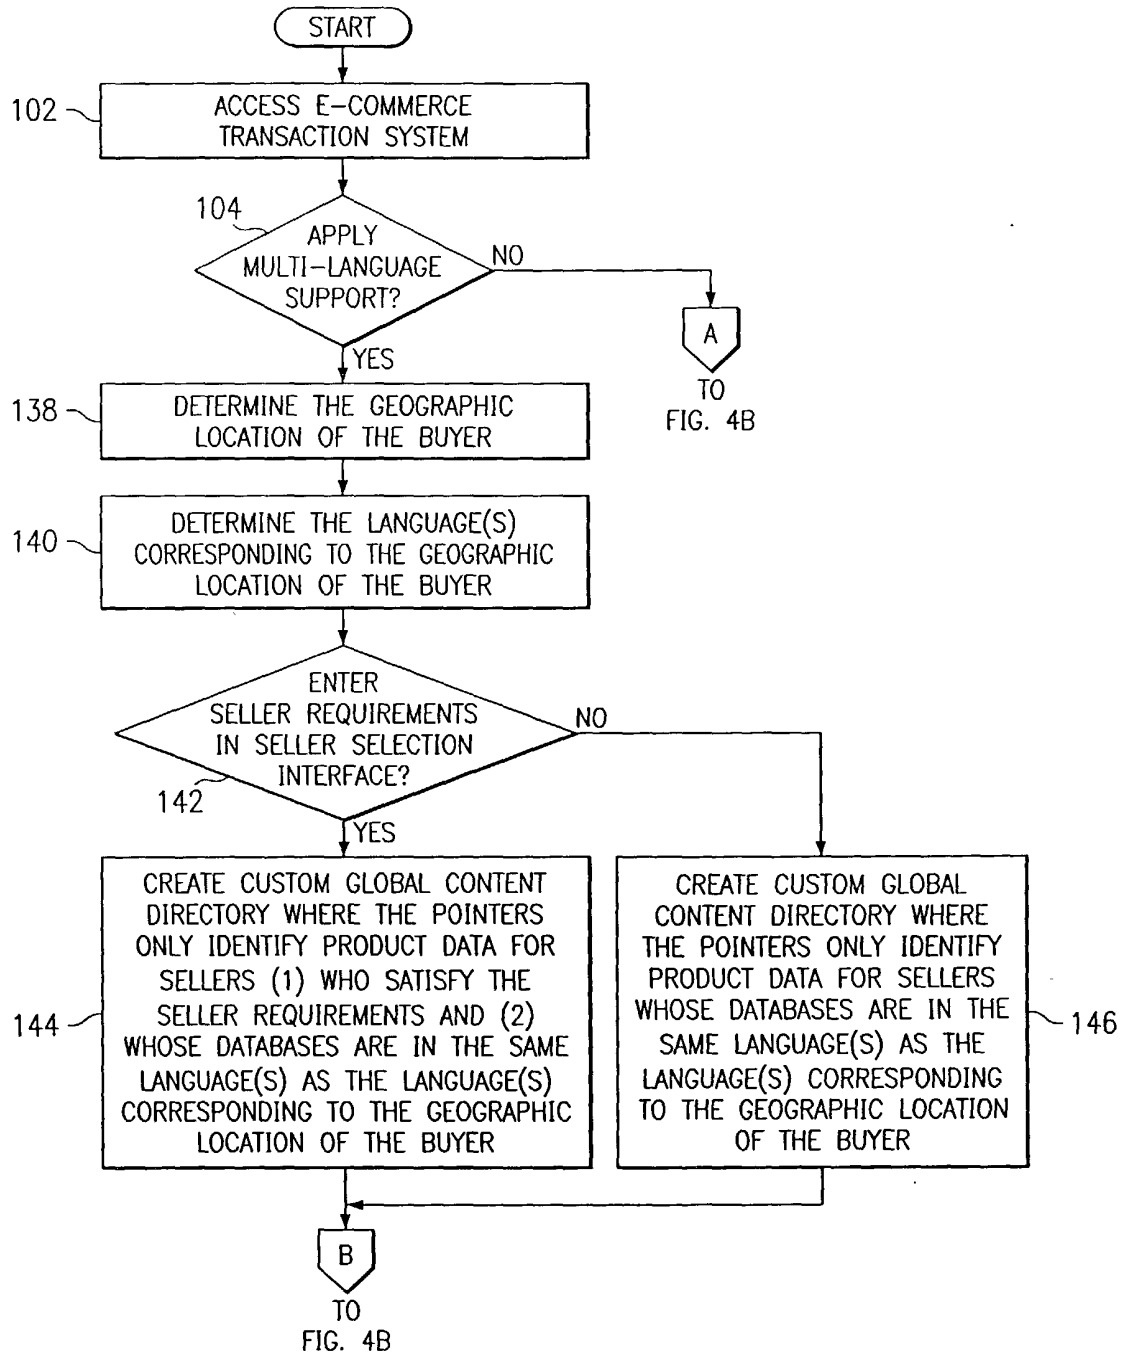 START
102
ACCESS E-COMMERCE
TRANSACTION SYSTEM
104
APPLY
MULTI-LANGUAGE
SUPPORT?
NO
A
TO
FIG. 4B
YES
138
DETERMINE THE GEOGRAPHIC
LOCATION OF THE BUYER
140
DETERMINE THE LANGUAGE(S)
CORRESPONDING TO THE GEOGRAPHIC
LOCATION OF THE BUYER
ENTER
SELLER REQUIREMENTS
IN SELLER SELECTION
INTERFACE?
142
NO
YES
144
CREATE CUSTOM GLOBAL CONTENT
DIRECTORY WHERE THE POINTERS
ONLY IDENTIFY PRODUCT DATA FOR
SELLERS (1) WHO SATISFY THE
SELLER REQUIREMENTS AND (2)
WHOSE DATABASES ARE IN THE SAME
LANGUAGE(S) AS THE LANGUAGE(S)
CORRESPONDING TO THE GEOGRAPHIC
LOCATION OF THE BUYER
CREATE CUSTOM GLOBAL
CONTENT DIRECTORY WHERE
THE POINTERS ONLY IDENTIFY
PRODUCT DATA FOR SELLERS
WHOSE DATABASES ARE IN THE
SAME LANGUAGE(S) AS THE
LANGUAGE(S) CORRESPONDING
TO THE GEOGRAPHIC LOCATION
OF THE BUYER
146
B
TO
FIG. 4B